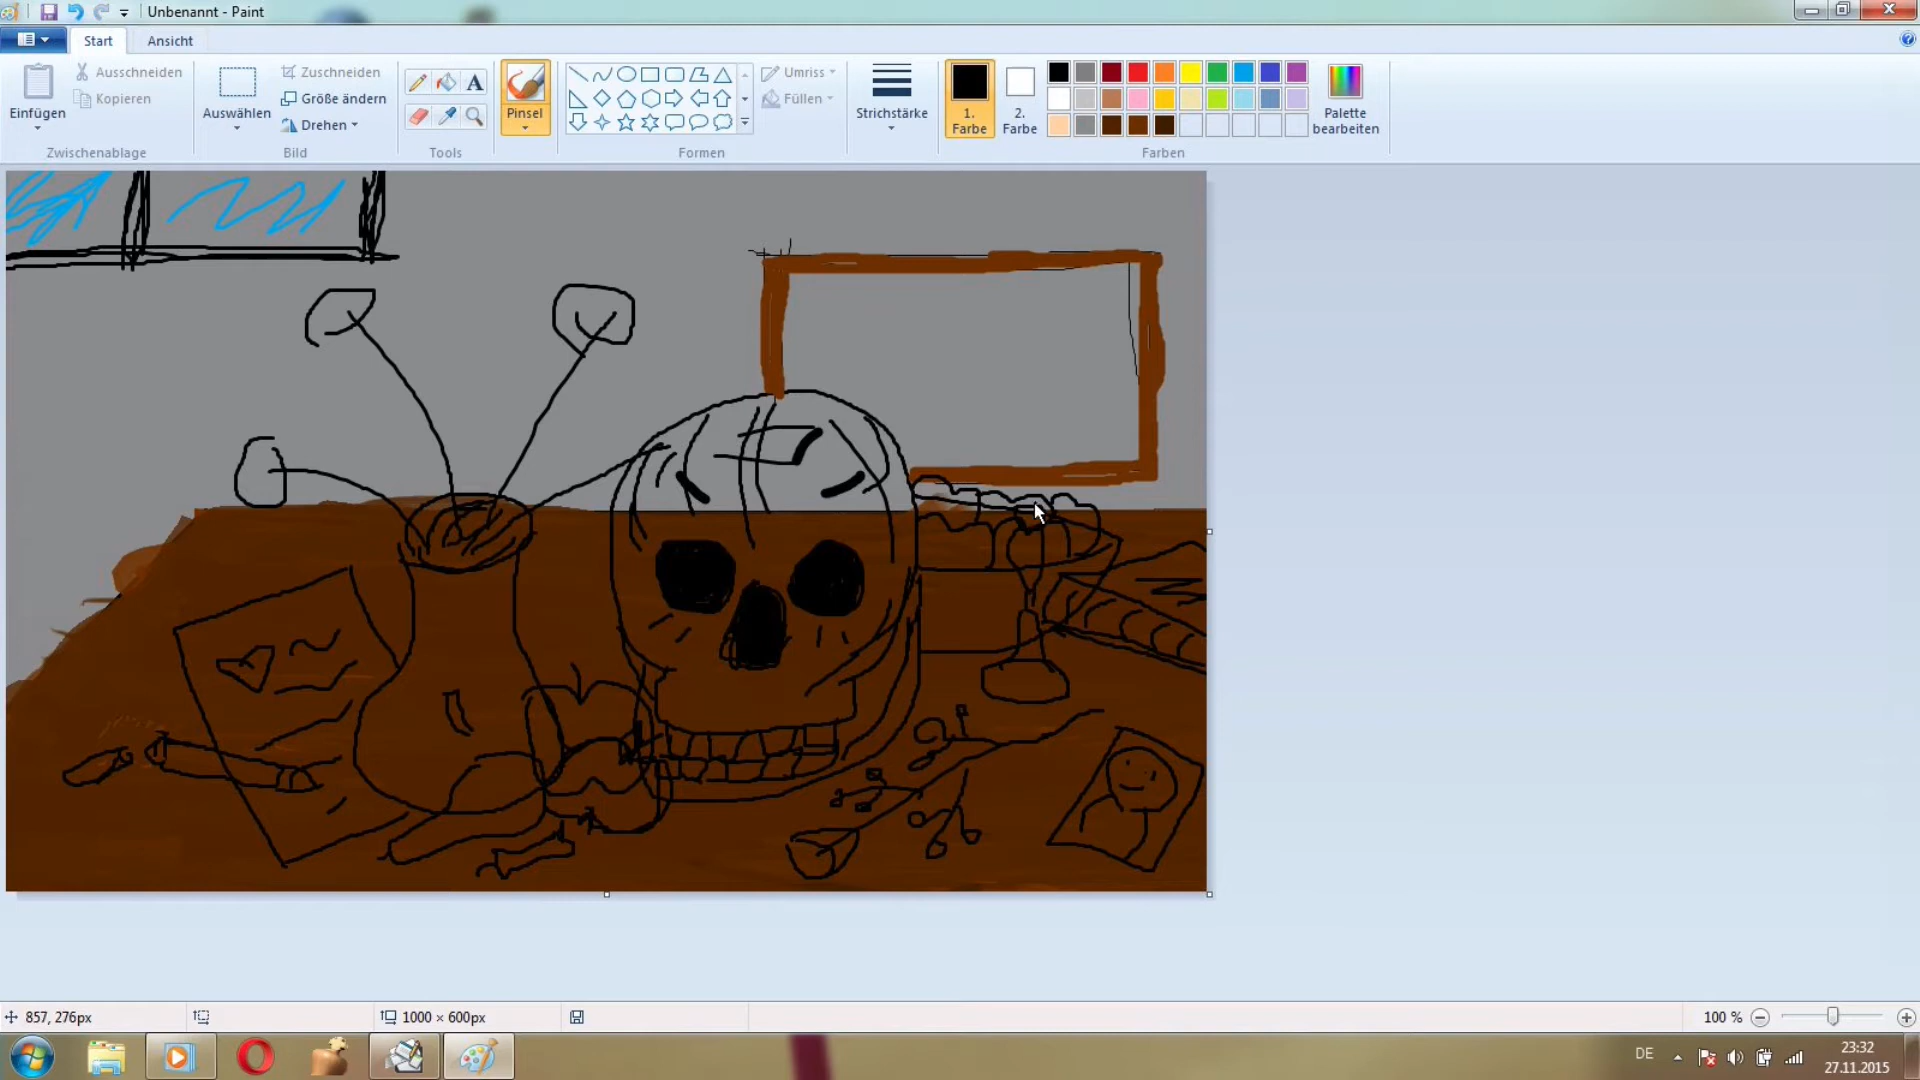 Unbenannt - Paint
Start Ansicht
Einfügen
Ausschneiden
Kopieren
Zwischenablage
Auswählen
Zuschneiden
Größe ändern
Drehen
Bild
A
Tools
Pinsel
Formen
Umriss
Füllen
Strichstärke
1.
Farbe
2.
Farbe
Palette
bearbeiten
Farben
857, 276px
1000 × 600px
100 %
DE
23:32
27.11.2015